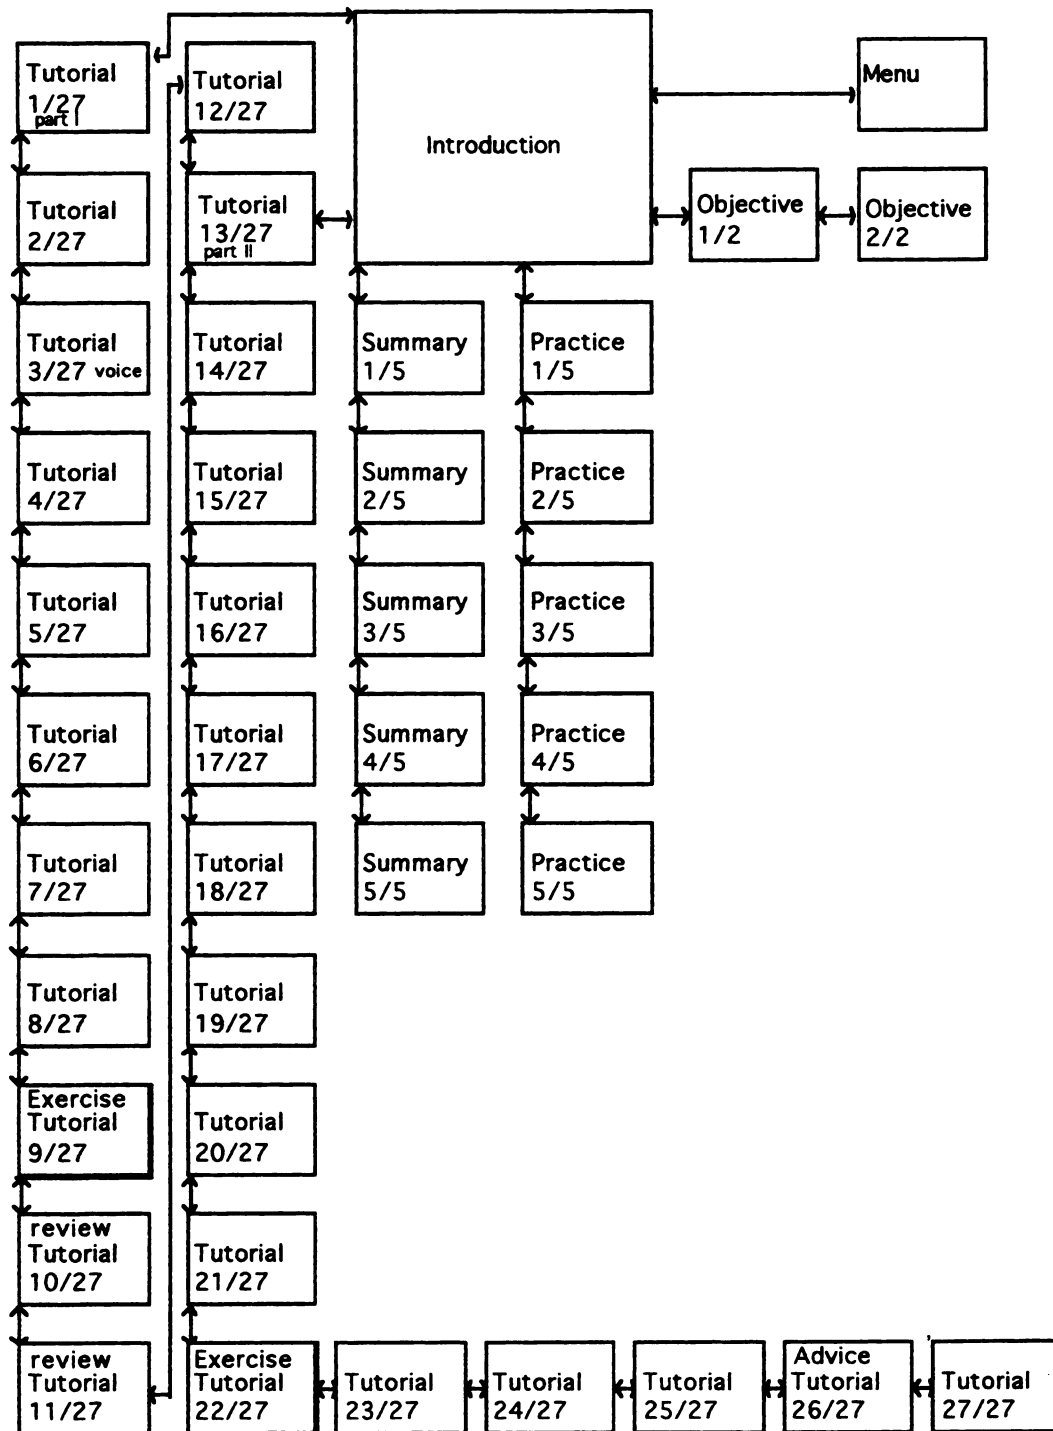 Tutorial
1/27
part I
Tutorial
2/27
Tutorial
3/27 voice
Tutorial
4/27
Tutorial
5/27
Tutorial
6/27
Tutorial
7/27
Tutorial
8/27
Exercise
Tutorial
9/27
review
Tutorial
10/27
review
Tutorial
11/27
Tutorial
12/27
Tutorial
13/27
part II
Tutorial
14/27
Tutorial
15/27
Tutorial
16/27
Tutorial
17/27
Tutorial
18/27
Tutorial
19/27
Tutorial
20/27
Tutorial
21/27
Exercise
Tutorial
22/27
Tutorial
23/27
Tutorial
24/27
Tutorial
25/27
Advice
Tutorial
26/27
Tutorial
27/27
Introduction
Summary
1/5
Summary
2/5
Summary
3/5
Summary
4/5
Summary
5/5
Practice
1/5
Practice
2/5
Practice
3/5
Practice
4/5
Practice
5/5
Menu
Objective
1/2
Objective
2/2